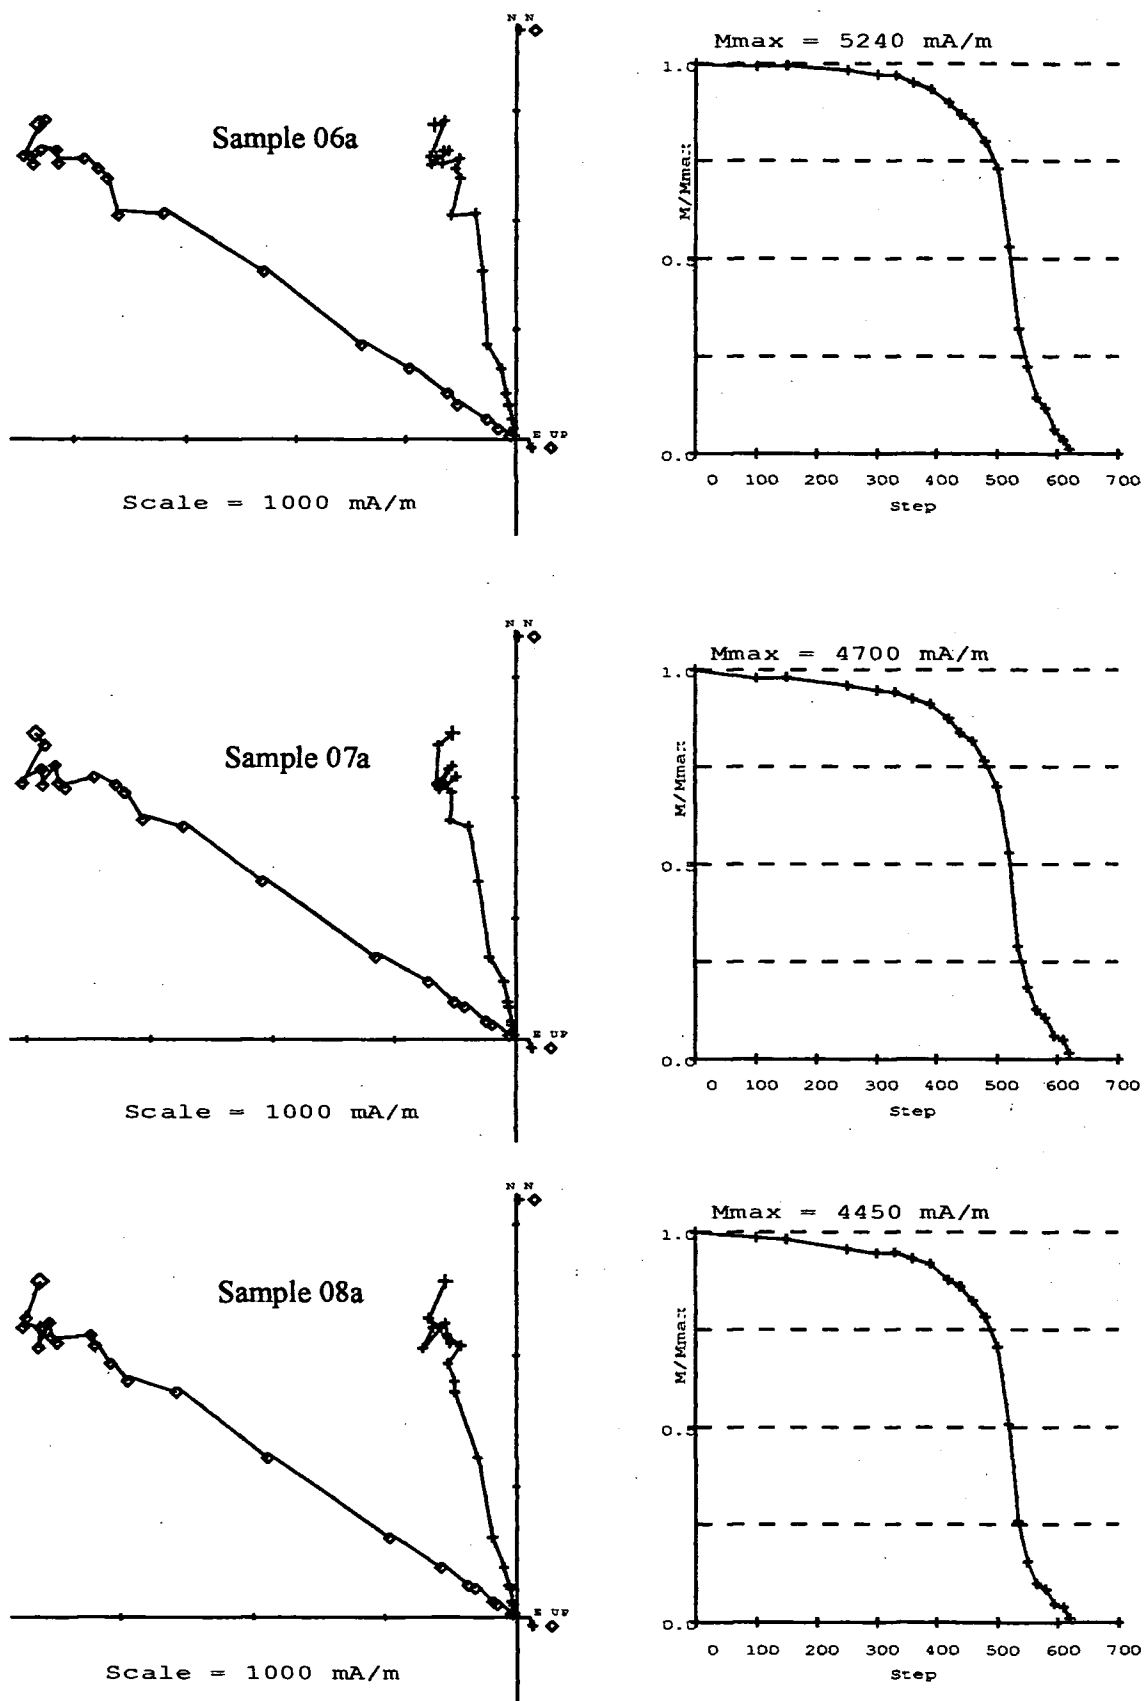 N N
Sample 06a
E UP
Scale = 1000 mA/m
Mmax = 5240 mA/m
1.0
M/Mmax
0.5
0.0
0 100 200 300 400 500 600 700
Step
N N
Sample 07a
E UP
Scale = 1000 mA/m
Mmax = 4700 mA/m
1.0
M/Mmax
0.5
0.0
0 100 200 300 400 500 600 700
Step
N N
Sample 08a
E UP
Scale = 1000 mA/m
Mmax = 4450 mA/m
1.0
M/Mmax
0.5
0.0
0 100 200 300 400 500 600 700
Step